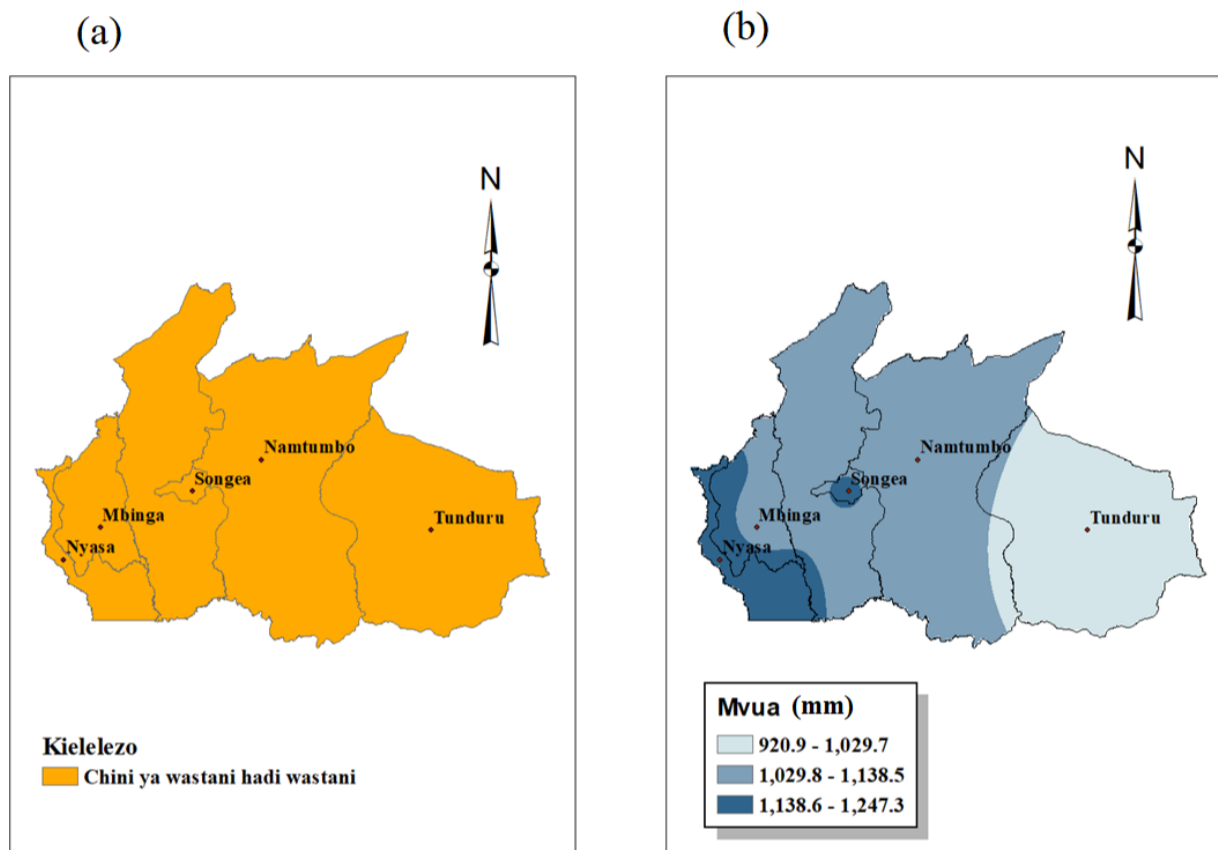 (a)
N
Namtumbo
Songea
Mbinga
Tunduru
Nyasa
Kielelezo
Chini ya wastani hadi wastani
(b)
N
Namtumbo
Songea
Mbinga
Tunduru
Nyasa
Mvua (mm)
920.9 - 1,029.7
1,029.8 - 1,138.5
1,138.6 - 1,247.3